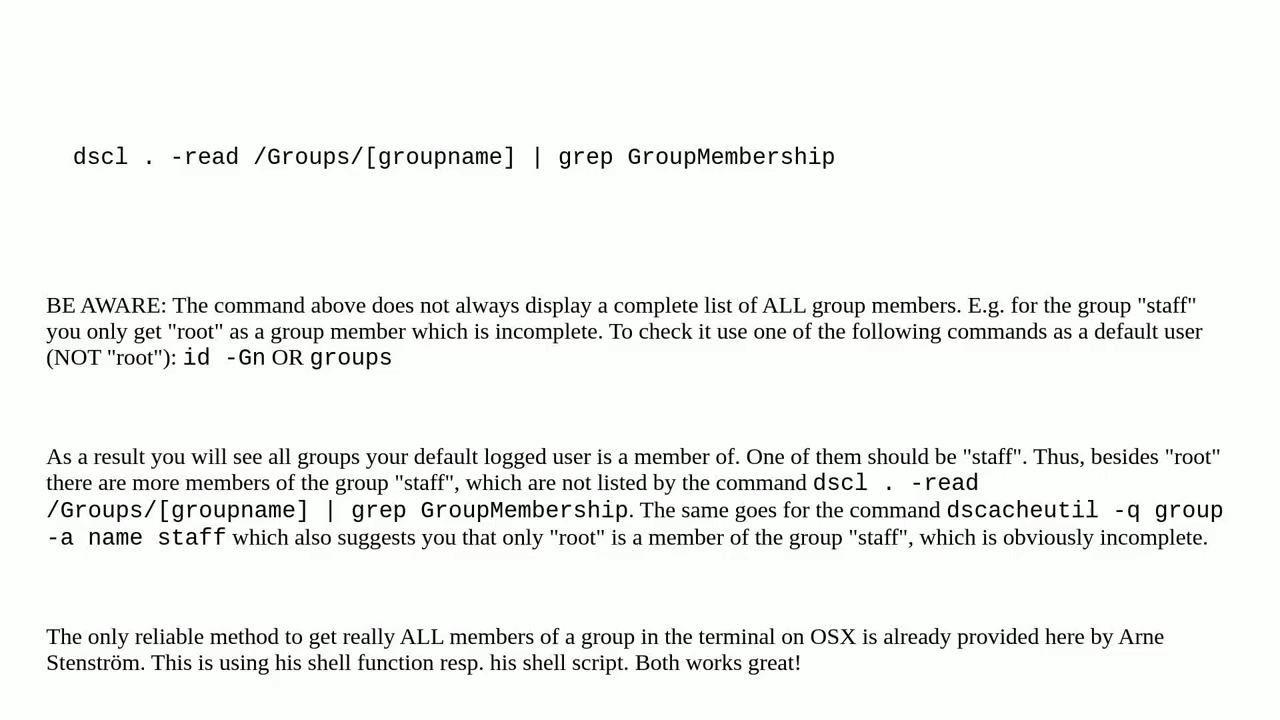 dscl . -read /Groups/[groupname] | grep GroupMembership
BE AWARE: The command above does not always display a complete list of ALL group members. E.g. for the group "staff"
you only get "root" as a group member which is incomplete. To check it use one of the following commands as a default user
(NOT "root"): id -Gn OR groups
As a result you will see all groups your default logged user is a member of. One of them should be "staff". Thus, besides "root"
there are more members of the group "staff", which are not listed by the command dscl . -read
/Groups/[groupname] | grep GroupMembership. The same goes for the command dscacheutil -q group
-a name staff which also suggests you that only "root" is a member of the group "staff", which is obviously incomplete.
The only reliable method to get really ALL members of a group in the terminal on OSX is already provided here by Arne
Stenström. This is using his shell function resp. his shell script. Both works great!